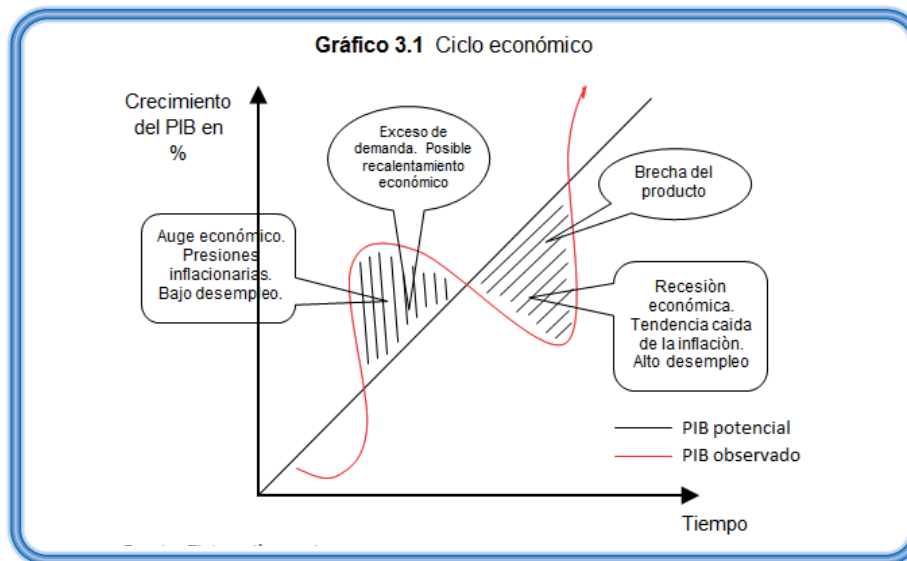 Gráfico 3.1 Ciclo económico
Crecimiento
del PIB en
%
Exceso de
demanda. Posible
recalentamiento
económico
Brecha del
producto
Auge económico.
Presiones
inflacionarias.
Bajo desempleo.
Recesiòn
económica.
Tendencia caida
de la inflaciòn.
Alto desempleo
PIB potencial
PIB observado
Tiempo